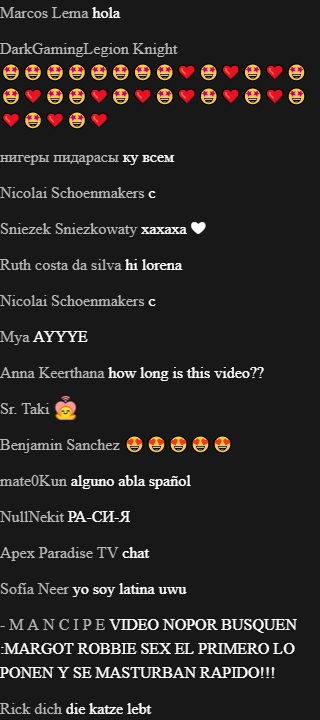 Marcos Lema hola
DarkGamingLegion Knight
🤩🤩🤩🤩🤩🤩🤩🤩❤️🤩❤️🤩❤️🤩
🤩❤️🤩🤩❤️🤩❤️🤩❤️🤩❤️🤩❤️🤩
❤️🤩❤️🤩❤️
нигеры пидарасы ку всем
Nicolai Schoenmakers c
Sniezek Sniezkowaty xaxaxa 🤍
Ruth costa da silva hi lorena
Nicolai Schoenmakers c
Mya AYYYE
Anna Keerthana how long is this video??
Sr. Taki
Benjamin Sanchez 😍😍😍😍😍
mate0Kun alguno abla spañol
NullNekit РА-СИ-Я
Apex Paradise TV chat
Sofía Neer yo soy latina uwu
- M A N C I P E VIDEO NOPOR BUSQUEN
:MARGOT ROBBIE SEX EL PRIMERO LO
PONEN Y SE MASTURBAN RAPIDO!!!
Rick dich die katze lebt